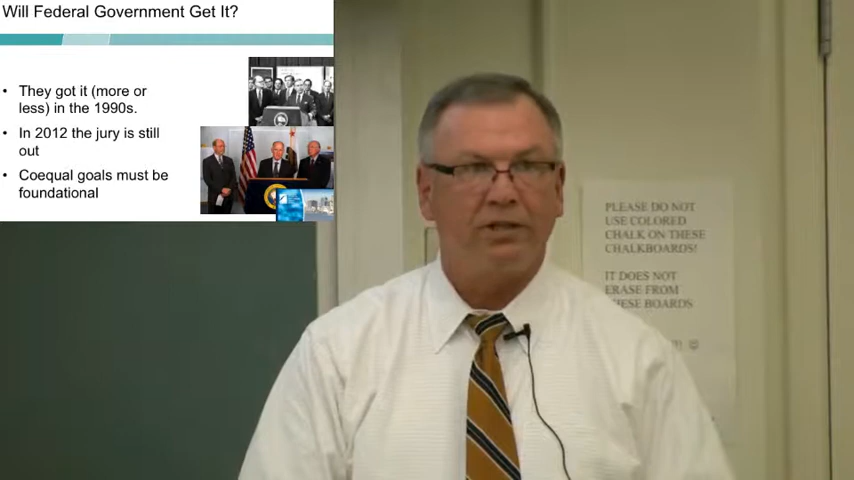 Will Federal Government Get It?
• They got it (more or
less) in the 1990s.
• In 2012 the jury is still
out
• Coequal goals must be
foundational
PLEASE DO NOT
USE COLORED
CHALK ON THESE
CHALKBOARDS!
IT DOES NOT
ERASE FROM
THESE BOARDS